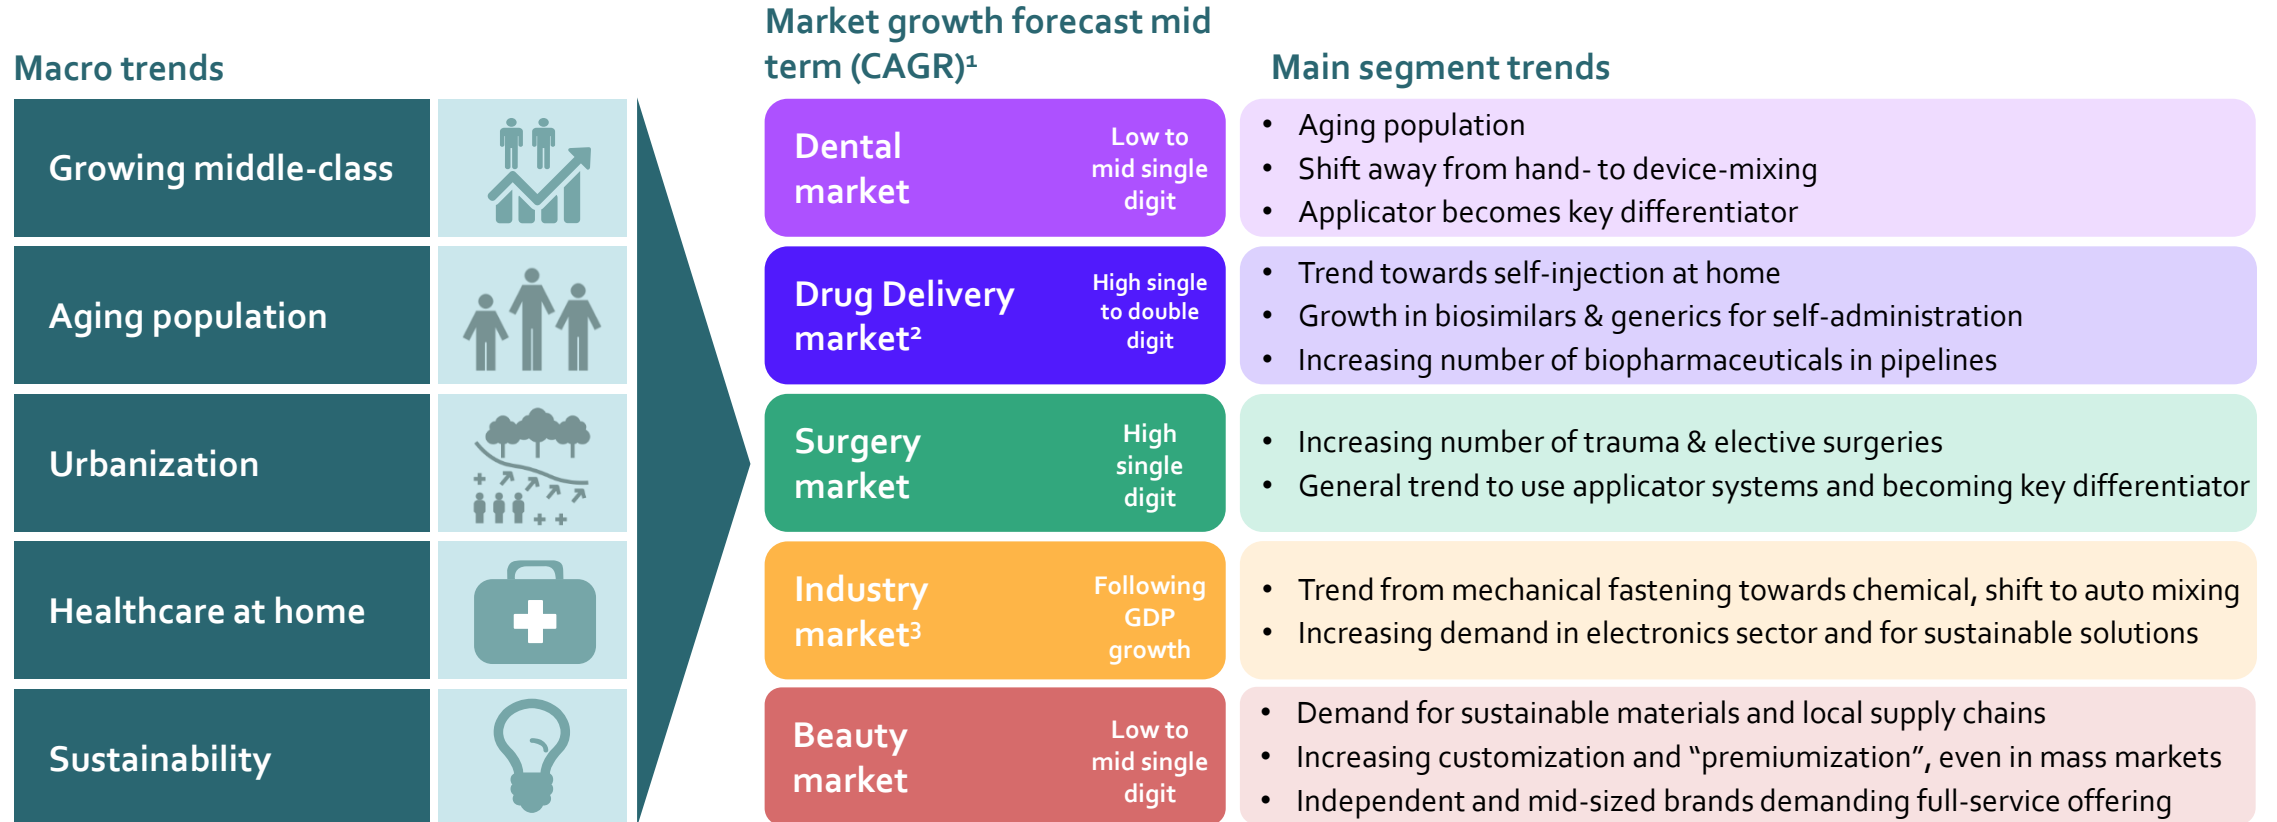 Macro trends
Growing middle-class
Aging population
Urbanization
Healthcare at home
Sustainability
Market growth forecast mid
term (CAGR)¹
Main segment trends
Dental
market
Low to
mid single
digit
• Aging population
• Shift away from hand- to device-mixing
• Applicator becomes key differentiator
Drug Delivery
market²
High single
to double
digit
• Trend towards self-injection at home
• Growth in biosimilars & generics for self-administration
• Increasing number of biopharmaceuticals in pipelines
Surgery
market
High
single
digit
• Increasing number of trauma & elective surgeries
• General trend to use applicator systems and becoming key differentiator
Industry
market³
Following
GDP
growth
• Trend from mechanical fastening towards chemical, shift to auto mixing
• Increasing demand in electronics sector and for sustainable solutions
Beauty
market
Low to
mid single
digit
• Demand for sustainable materials and local supply chains
• Increasing customization and “premiumization”, even in mass markets
• Independent and mid-sized brands demanding full-service offering